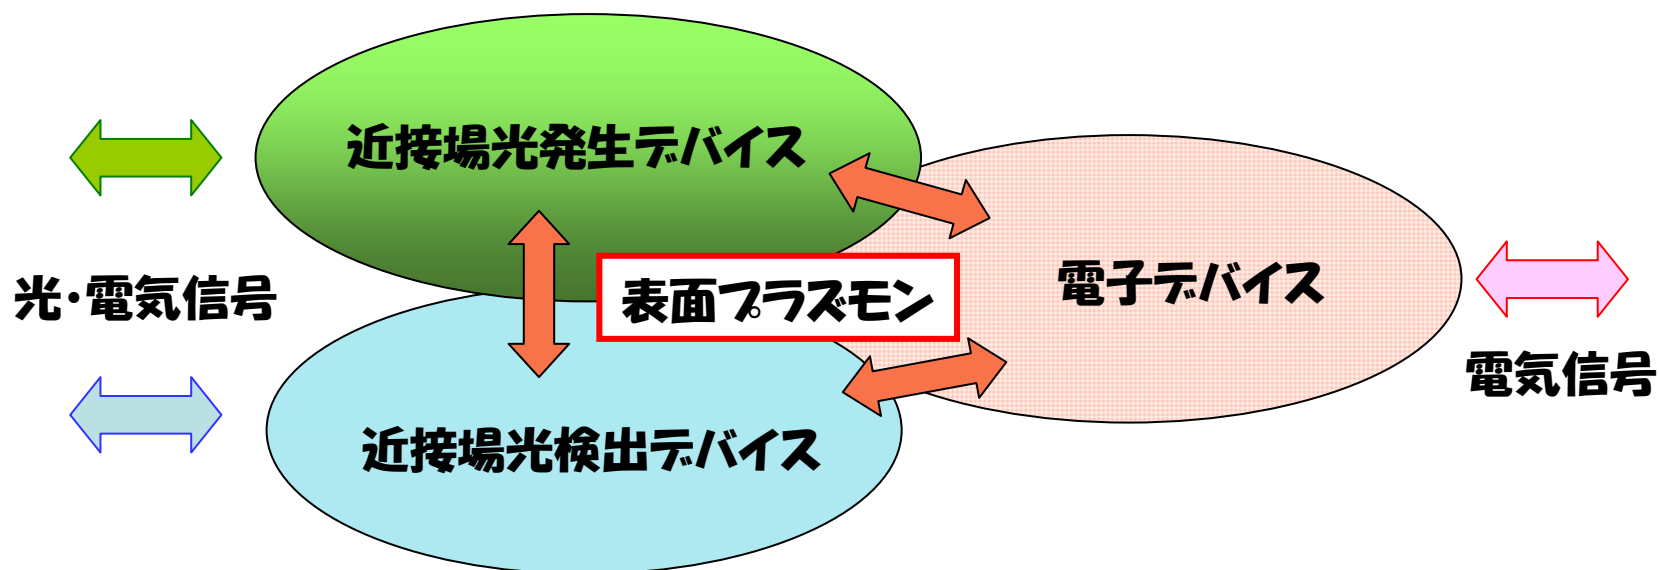 近接場光発生デバイス
光・電気信号
表面プラズモン
電子デバイス
電気信号
近接場光検出デバイス